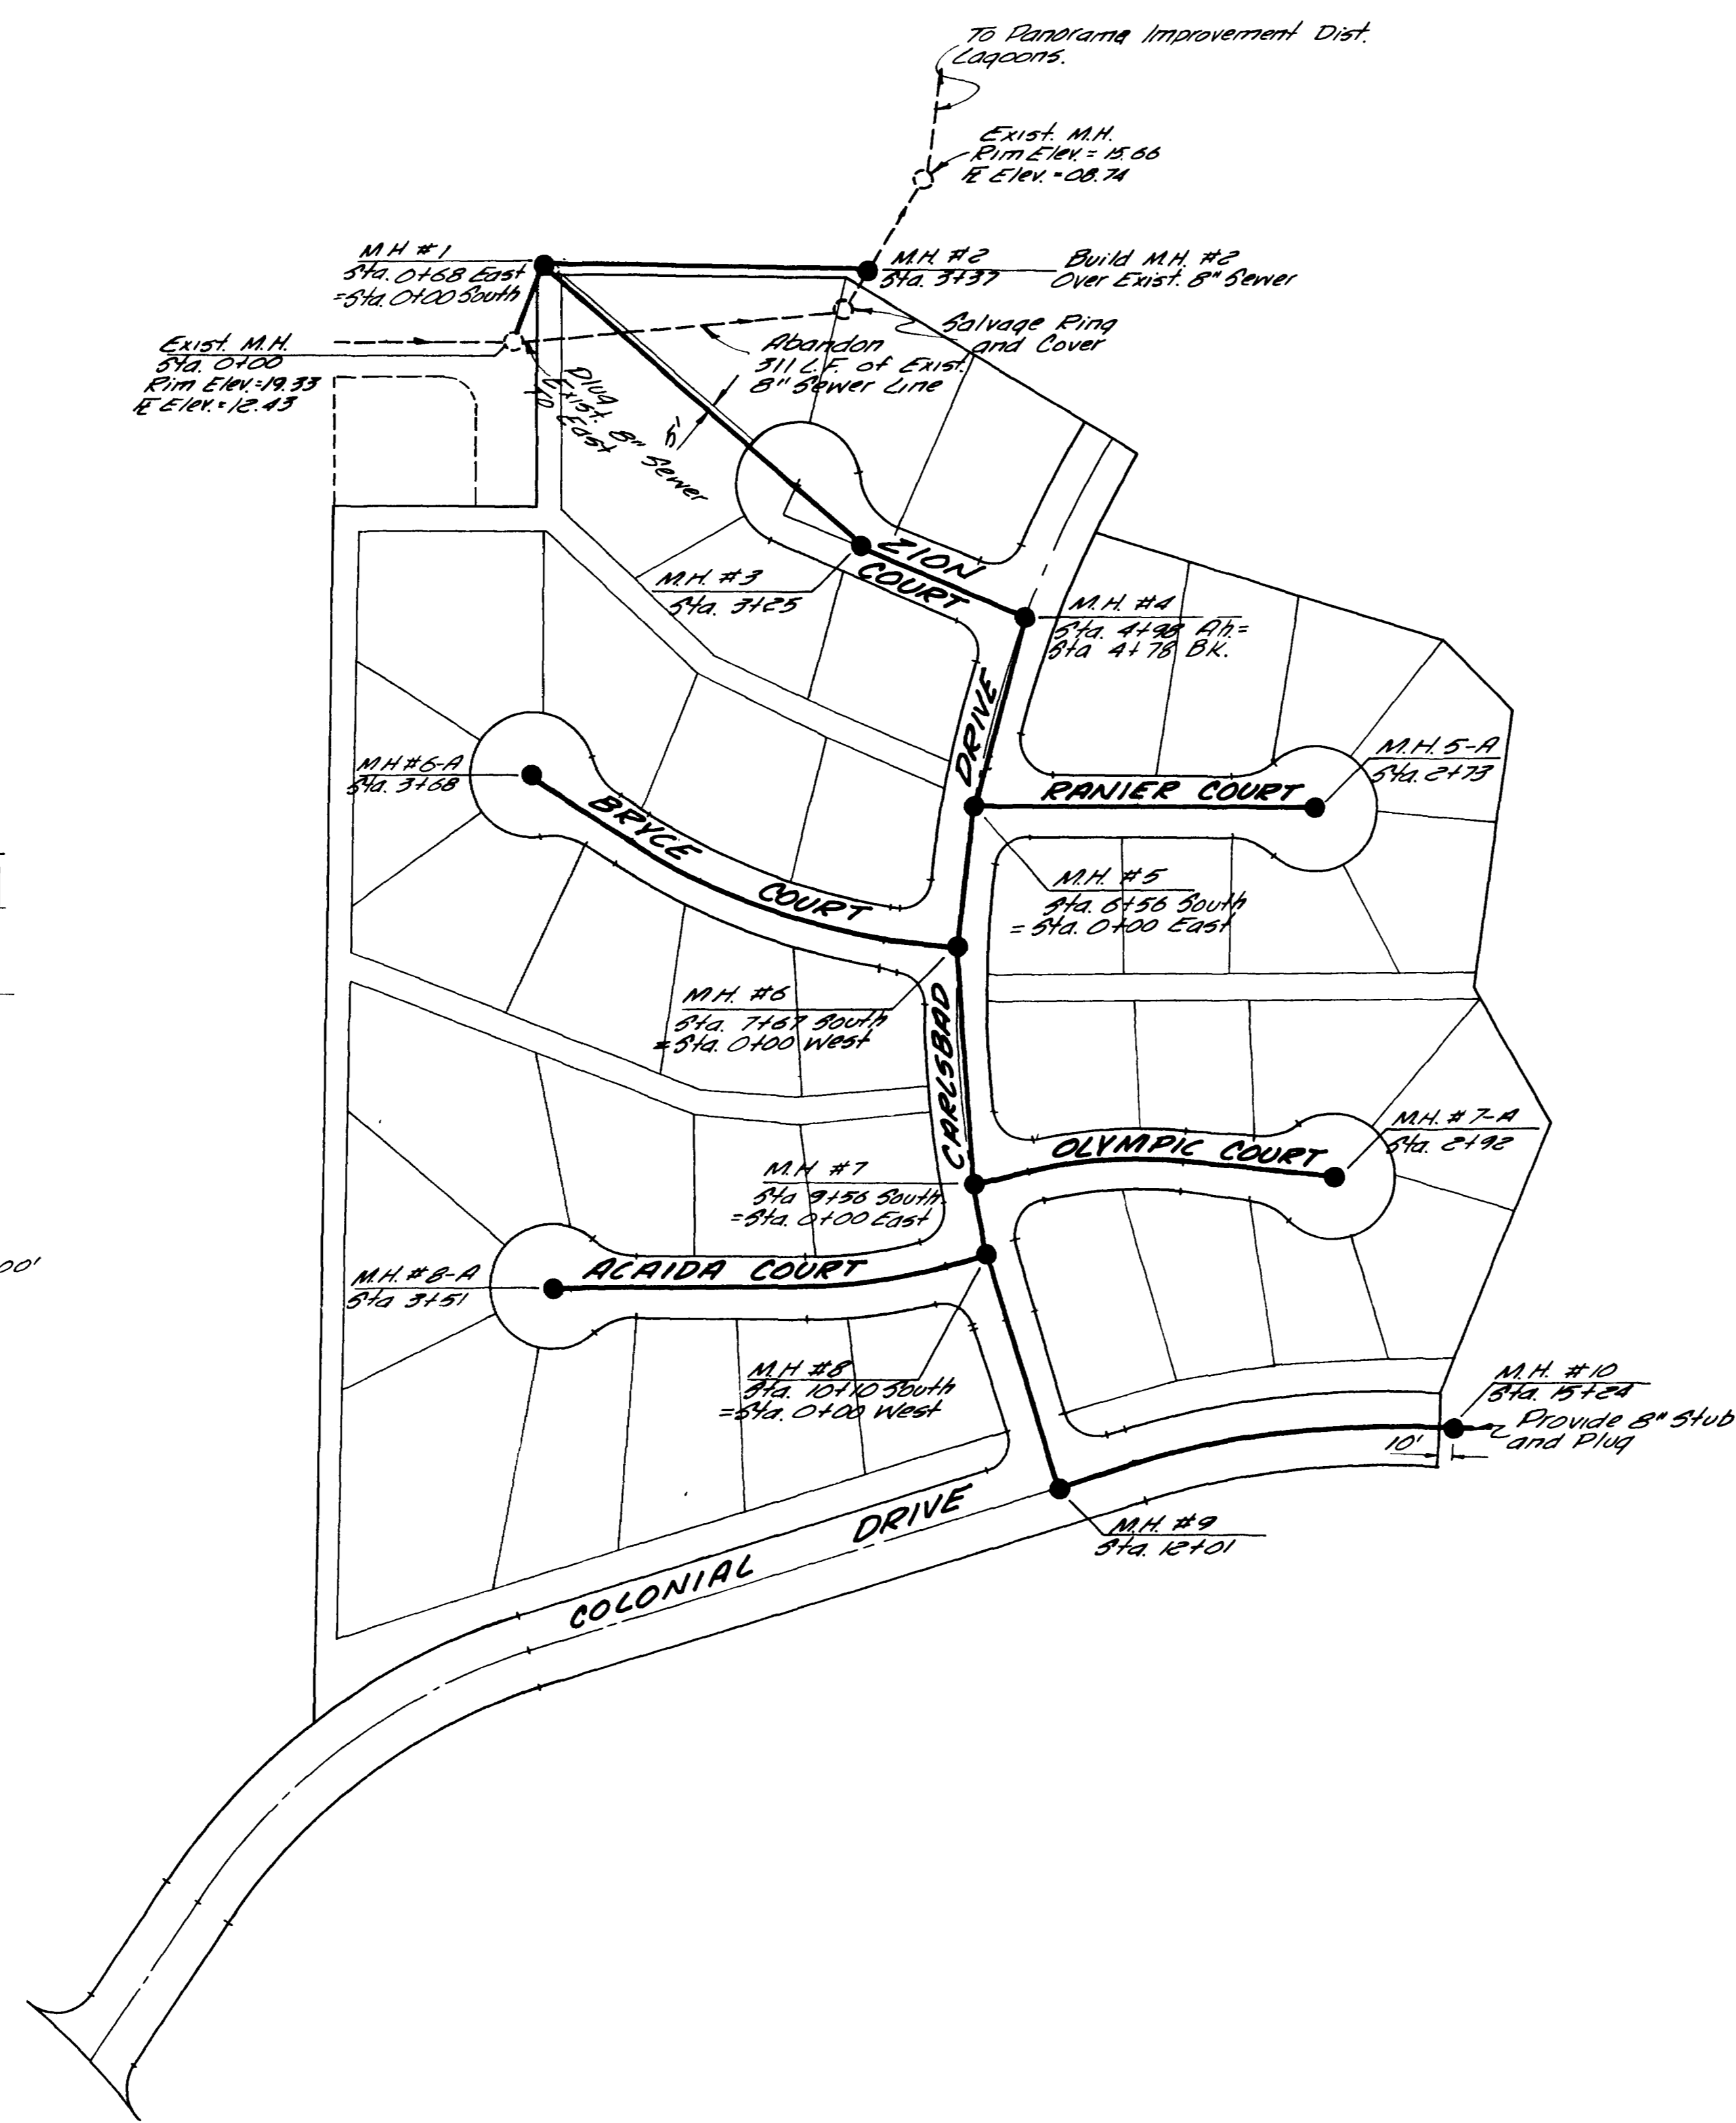 To Panorama Improvement Dist.
Lagoons.
Exist. M.H.
Rim Elev. = 15.66
℄ Elev. = 08.74
M.H. #1
Sta. 0+68 East
=Sta. 0+00 South
M.H. #2
Sta. 3+37
Build M.H. #2
Over Exist. 8" Sewer
Salvage Ring
and Cover
Exist. M.H.
Sta. 0+00
Rim Elev.=19.33
℄ Elev.=12.43
Abandon
311 L.F. of Exist.
8" Sewer Line
Plug
Exist. 8" Sewer
to East
5'
ZION
COURT
M.H. #3
Sta. 3+25
M.H. #4
Sta. 4+98 Ah.=
Sta 4+78 BK.
DRIVE
M.H. 5-A
Sta. 2+73
RANIER COURT
M.H #6-A
Sta. 3+68
BRYCE
COURT
M.H. #5
Sta. 6+56 South
= Sta. 0+00 East
M.H. #6
Sta. 7+67 South
=Sta. 0+00 West
CARLSBAD
M.H. #7-A
Sta. 2+92
OLYMPIC COURT
M.H #7
Sta 9+56 South
=Sta. 0+00 East
00'
ACAIDA COURT
M.H. #8-A
Sta 3+51
M.H #8
Sta. 10+10 South
=Sta. 0+00 West
M.H. #10
Sta. 15+24
Provide 8" Stub
and Plug
10'
M.H. #9
Sta. 12+01
COLONIAL DRIVE